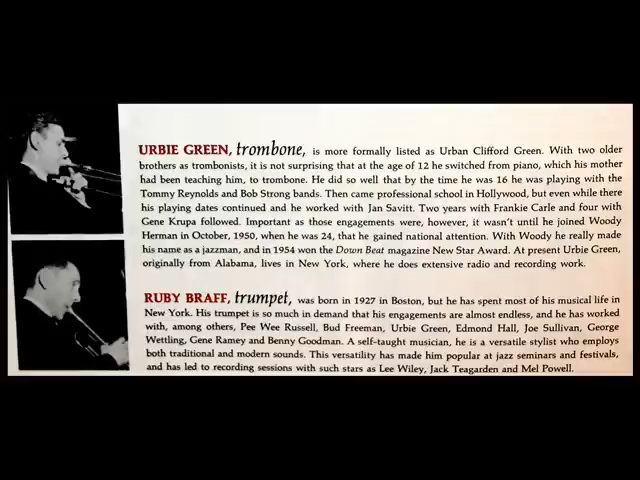 URBIE GREEN, trombone, is more formally listed as Urban Clifford Green. With two older
brothers as trombonists, it is not surprising that at the age of 12 he switched from piano, which his mother
had been teaching him, to trombone. He did so well that by the time he was 16 he was playing with the
Tommy Reynolds and Bob Strong bands. Then came professional school in Hollywood, but even while there
his playing dates continued and he worked with Jan Savitt. Two years with Frankie Carle and four with
Gene Krupa followed. Important as those engagements were, however, it wasn't until he joined Woody
Herman in October, 1950, when he was 24, that he gained national attention. With Woody he really made
his name as a jazzman, and in 1954 won the Down Beat magazine New Star Award. At present Urbie Green,
originally from Alabama, lives in New York, where he does extensive radio and recording work.
RUBY BRAFF, trumpet, was born in 1927 in Boston, but he has spent most of his musical life in
New York. His trumpet is so much in demand that his engagements are almost endless, and he has worked
with, among others, Pee Wee Russell, Bud Freeman, Urbie Green, Edmond Hall, Joe Sullivan, George
Wettling, Gene Ramey and Benny Goodman. A self-taught musician, he is a versatile stylist who employs
both traditional and modern sounds. This versatility has made him popular at jazz seminars and festivals,
and has led to recording sessions with such stars as Lee Wiley, Jack Teagarden and Mel Powell.